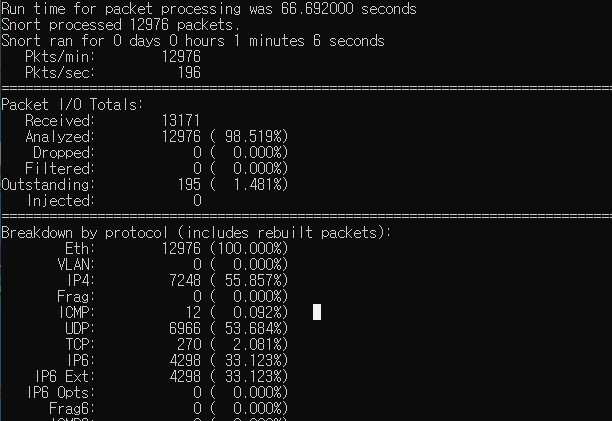 Run time for packet processing was 66.692000 seconds
Snort processed 12976 packets.
Snort ran for 0 days 0 hours 1 minutes 6 seconds
Pkts/min: 12976
Pkts/sec: 196
===============================================================================
Packet I/O Totals:
Received: 13171
Analyzed: 12976 ( 98.519%)
Dropped: 0 ( 0.000%)
Filtered: 0 ( 0.000%)
Outstanding: 195 ( 1.481%)
Injected: 0
===============================================================================
Breakdown by protocol (includes rebuilt packets):
Eth: 12976 (100.000%)
VLAN: 0 ( 0.000%)
IP4: 7248 ( 55.857%)
Frag: 0 ( 0.000%)
ICMP: 12 ( 0.092%)
UDP: 6966 ( 53.684%)
TCP: 270 ( 2.081%)
IP6: 4298 ( 33.123%)
IP6 Ext: 4298 ( 33.123%)
IP6 Opts: 0 ( 0.000%)
Frag6: 0 ( 0.000%)